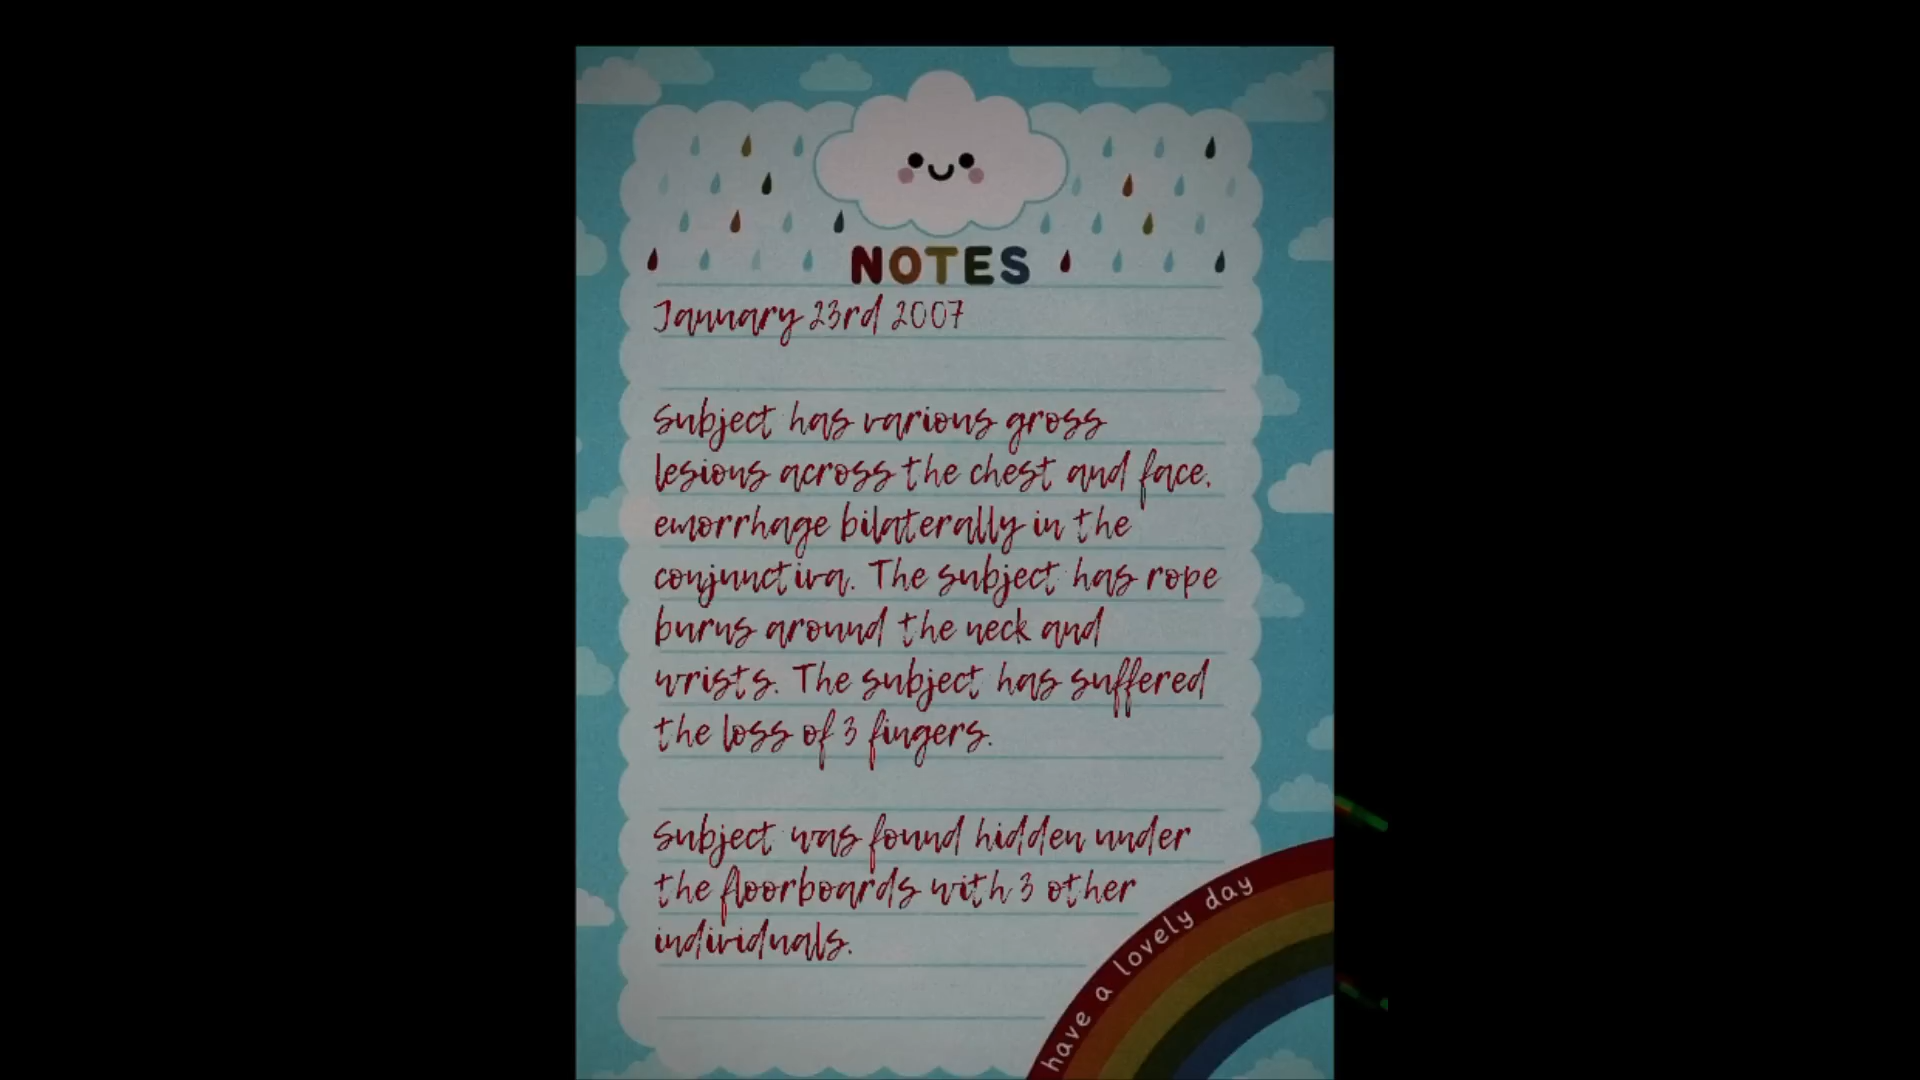 NOTES
January 23rd 2007
Subject has various gross
lesions across the chest and face.
emorrhage bilaterally in the
conjunctiva. The subject has rope
burns around the neck and
wrists. The subject has suffered
the loss of 3 fingers.
Subject was found hidden under
the floorboards with 3 other
individuals.
have a lovely day